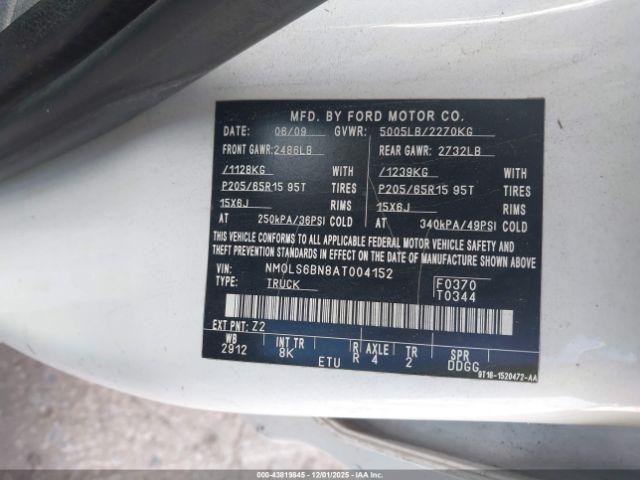 MFD. BY FORD MOTOR CO.
DATE: 06/09 GVWR: 5005LB/2270KG
FRONT GAWR: 2486LB REAR GAWR: 2732LB
/1128KG WITH /1239KG WITH
P205/65R15 95T TIRES P205/65R15 95T TIRES
15X6J RIMS 15X6J RIMS
AT 250kPA/36PSI COLD AT 340kPA/49PSI COLD
THIS VEHICLE CONFORMS TO ALL APPLICABLE FEDERAL MOTOR VEHICLE SAFETY AND
THEFT PREVENTION STANDARDS IN EFFECT ON THE DATE OF MANUFACTURE SHOWN ABOVE.
VIN: NM0LS6BN8AT004152 F0370
TYPE: TRUCK T0344
EXT PNT: Z2
WB INT TR R AXLE TR SPR
2912 8K R 4 2 DDGG
ETU 9T16-1520472-AA
000-43819645 - 12/01/2025 - IAAI.com